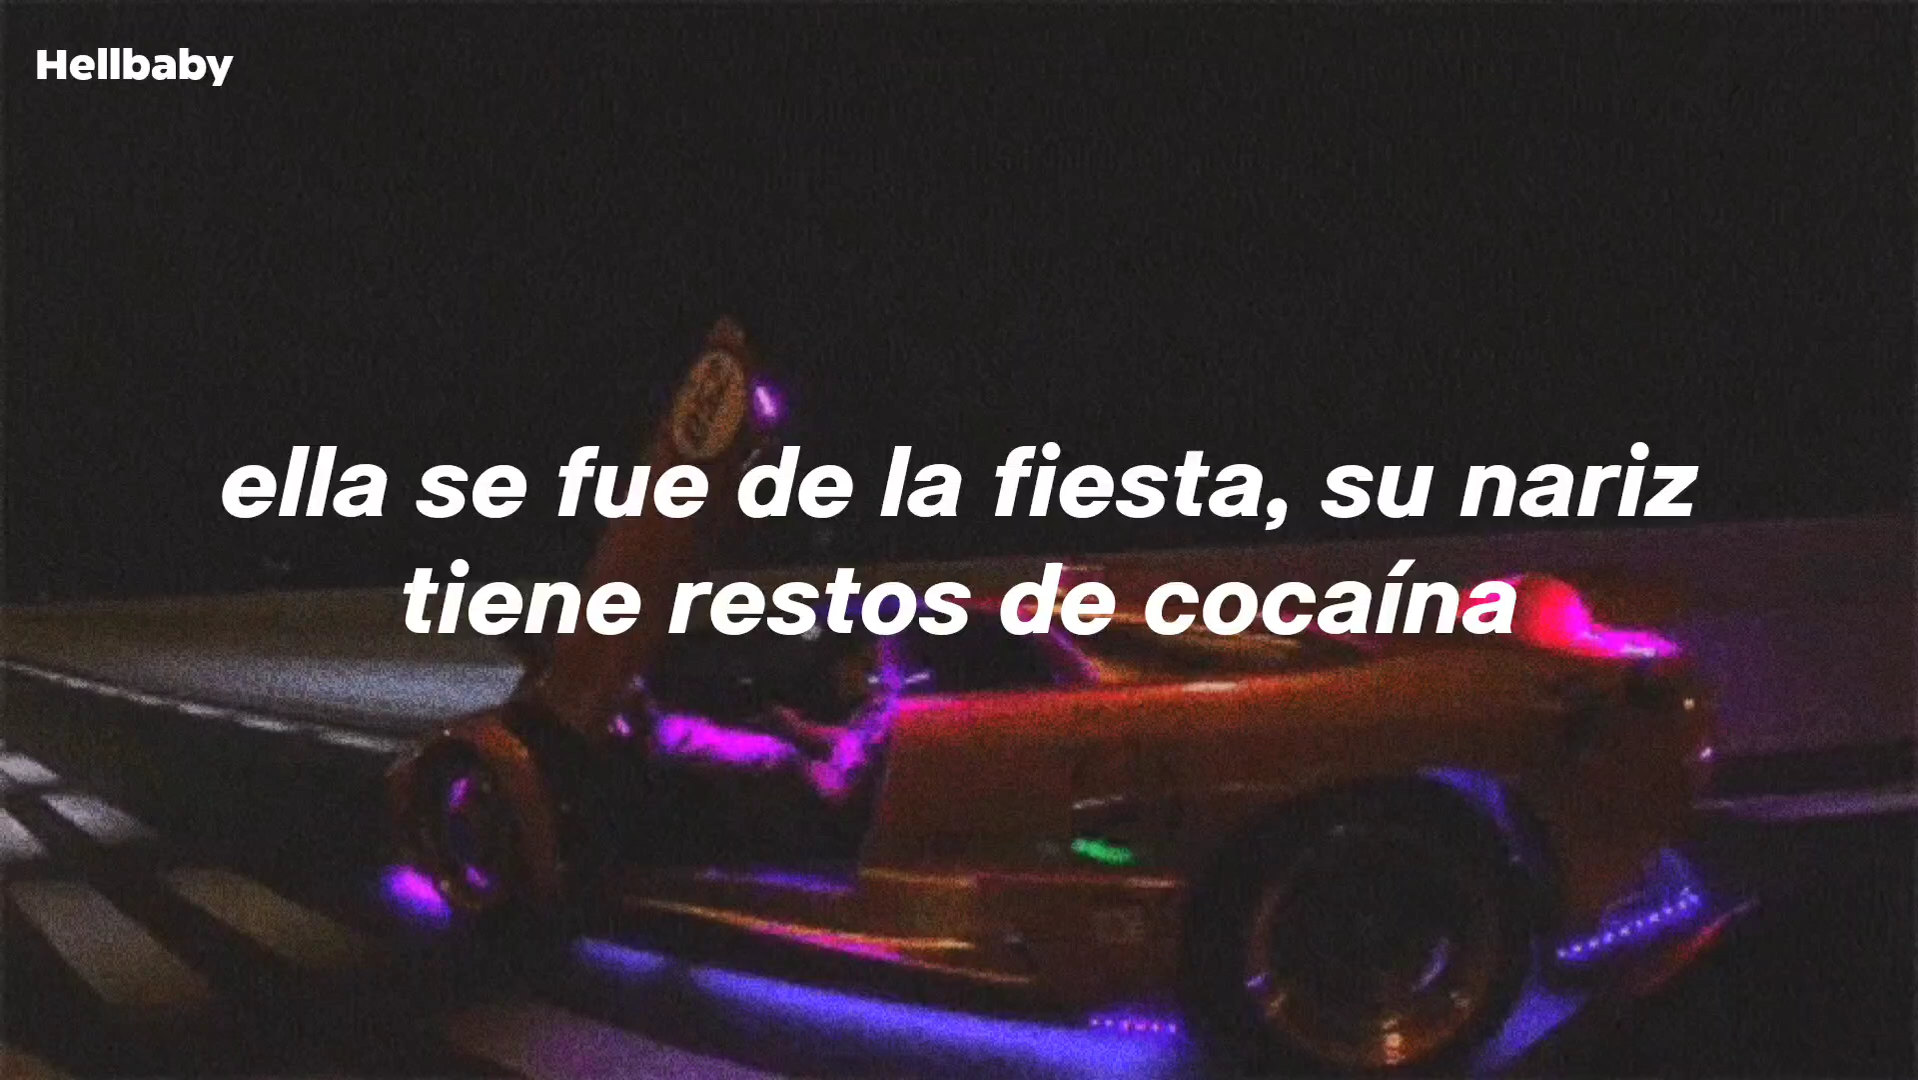 Hellbaby
ella se fue de la fiesta, su nariz
tiene restos de cocaína